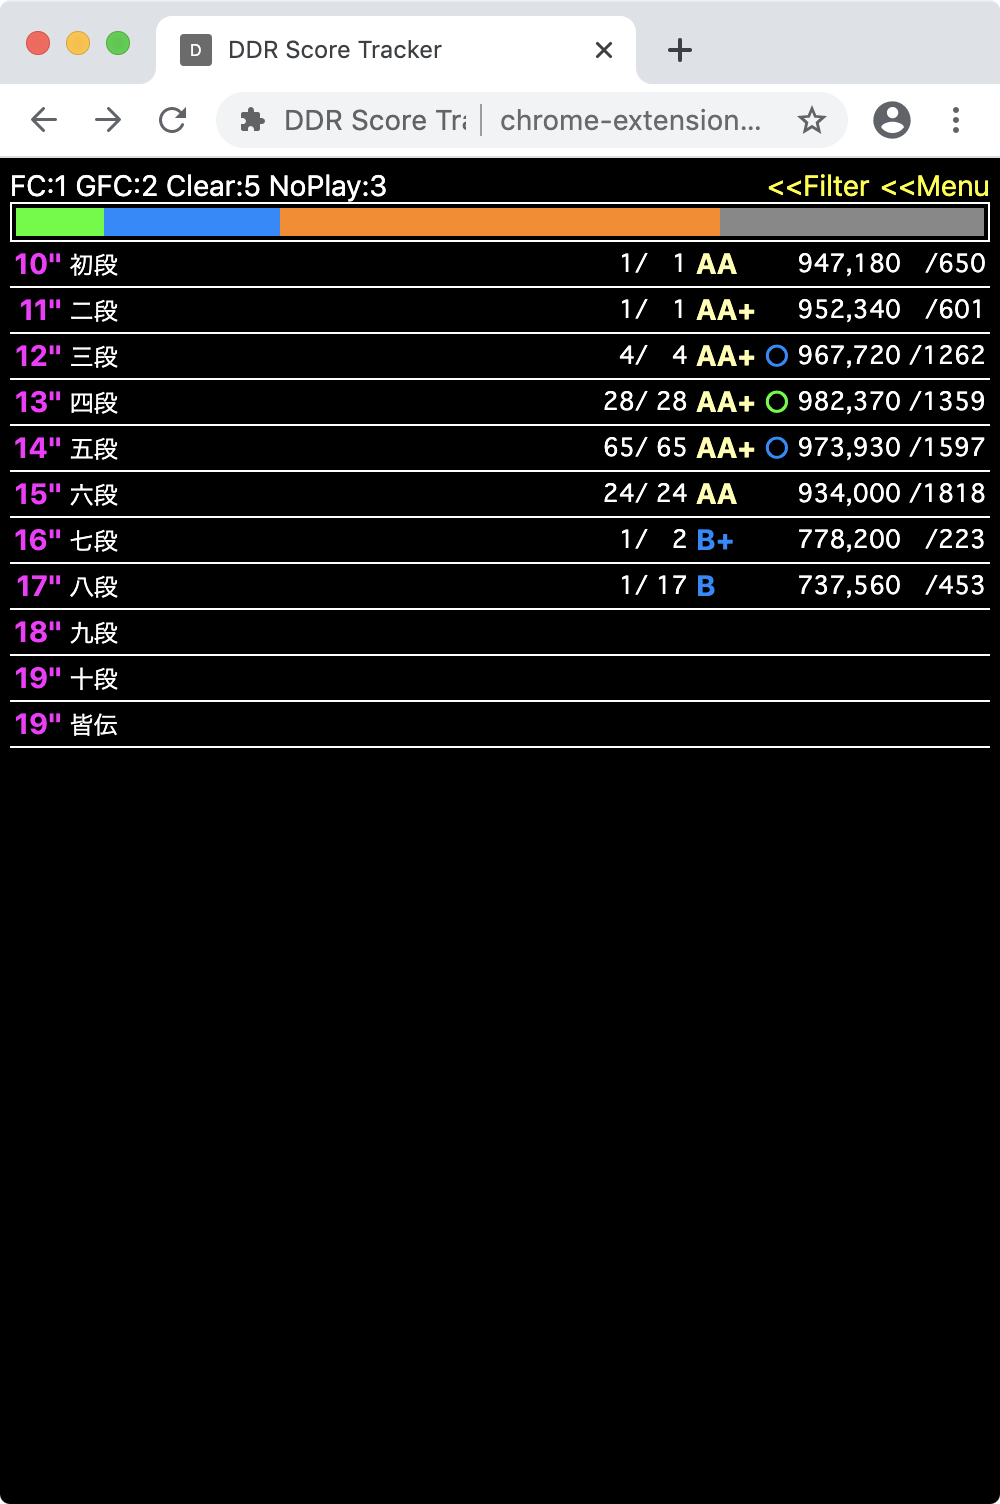 D DDR Score Tracker
DDR Score Tra chrome-extension...
FC:1 GFC:2 Clear:5 NoPlay:3 <<Filter <<Menu
10" 初段 1/ 1 AA 947,180 /650
11" 二段 1/ 1 AA+ 952,340 /601
12" 三段 4/ 4 AA+ 967,720 /1262
13" 四段 28/ 28 AA+ 982,370 /1359
14" 五段 65/ 65 AA+ 973,930 /1597
15" 六段 24/ 24 AA 934,000 /1818
16" 七段 1/ 2 B+ 778,200 /223
17" 八段 1/ 17 B 737,560 /453
18" 九段
19" 十段
19" 皆伝